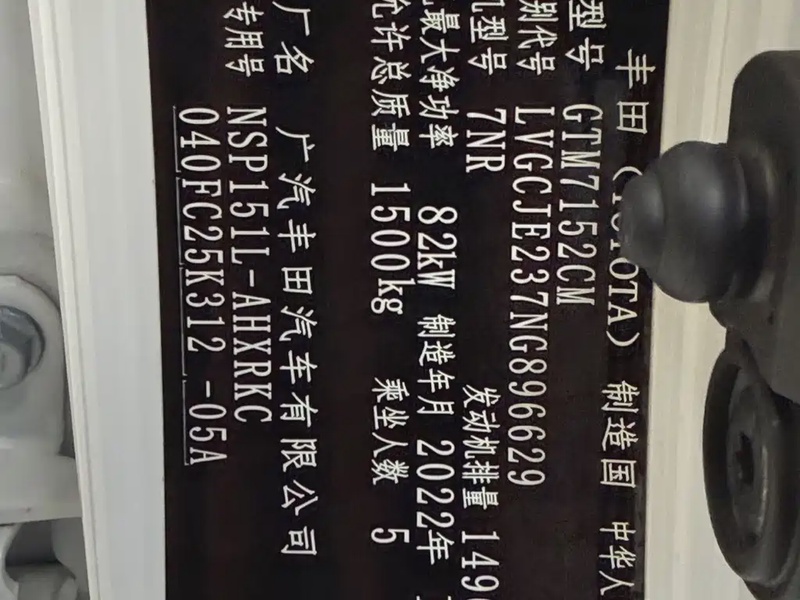 丰田 (TOYOTA) 制造国 中华人
型号 GTM7152CM
别代号 LVGCJE237NG896629
机型号 7NR 发动机排量 149
最大净功率 82kW 制造年月 2022年
允许总质量 1500kg 乘坐人数 5
厂名 广汽丰田汽车有限公司
专用号 NSP151L-AHXRKC
040FC25K312 -05A